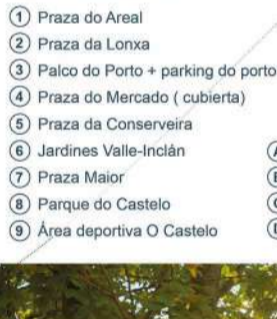 1 Praza do Areal
2 Praza da Lonxa
3 Palco do Porto + parking do porto
4 Praza do Mercado ( cubierta)
5 Praza da Conserveira
6 Jardines Valle-Inclán
7 Praza Maior
8 Parque do Castelo
9 Área deportiva O Castelo